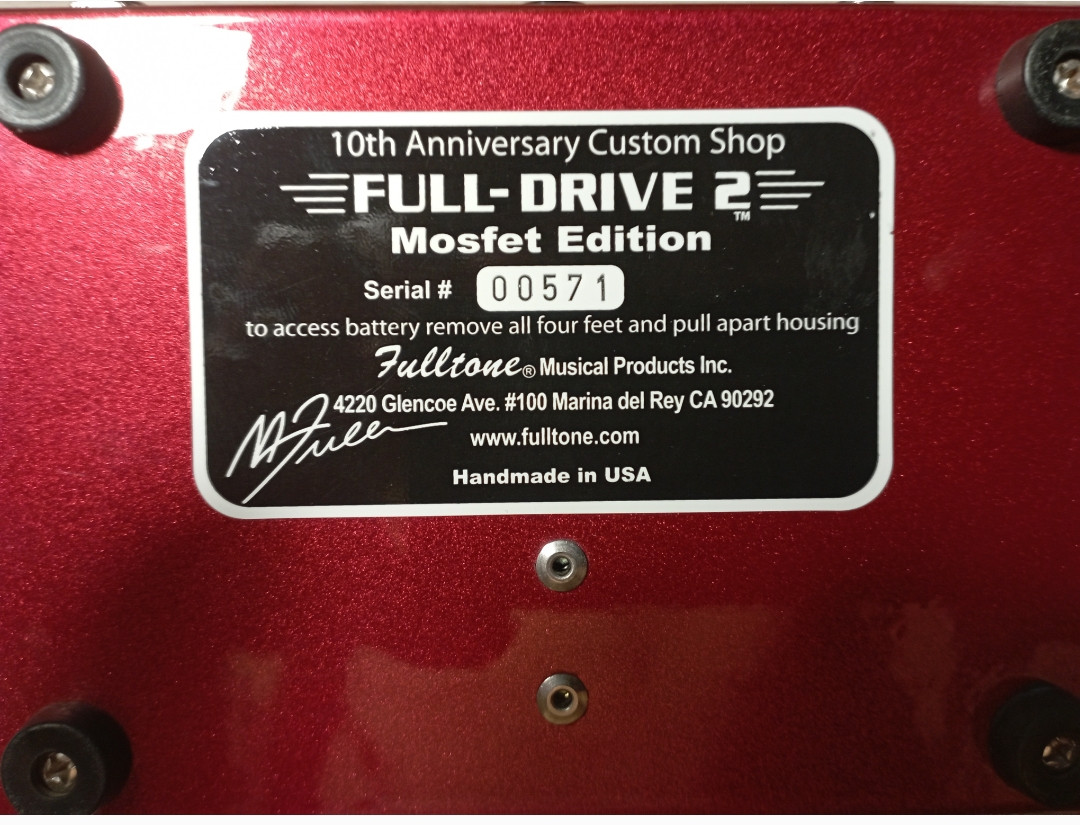 10th Anniversary Custom Shop
FULL-DRIVE 2™
Mosfet Edition
Serial # 00571
to access battery remove all four feet and pull apart housing
Fulltone® Musical Products Inc.
4220 Glencoe Ave. #100 Marina del Rey CA 90292
M Fuller
www.fulltone.com
Handmade in USA